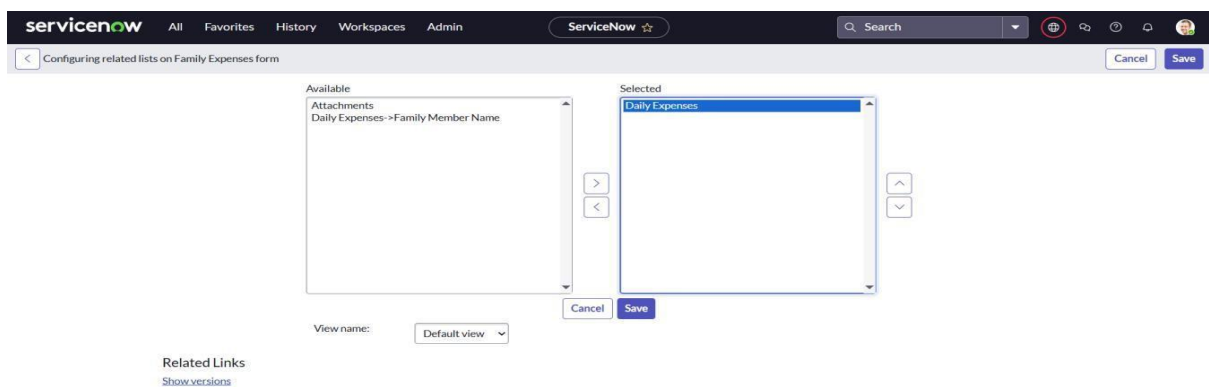 servicenow All Favorites History Workspaces Admin ServiceNow Search
Configuring related lists on Family Expenses form Cancel Save
Available Selected
Attachments Daily Expenses
Daily Expenses->Family Member Name
Cancel Save
View name: Default view
Related Links
Show versions